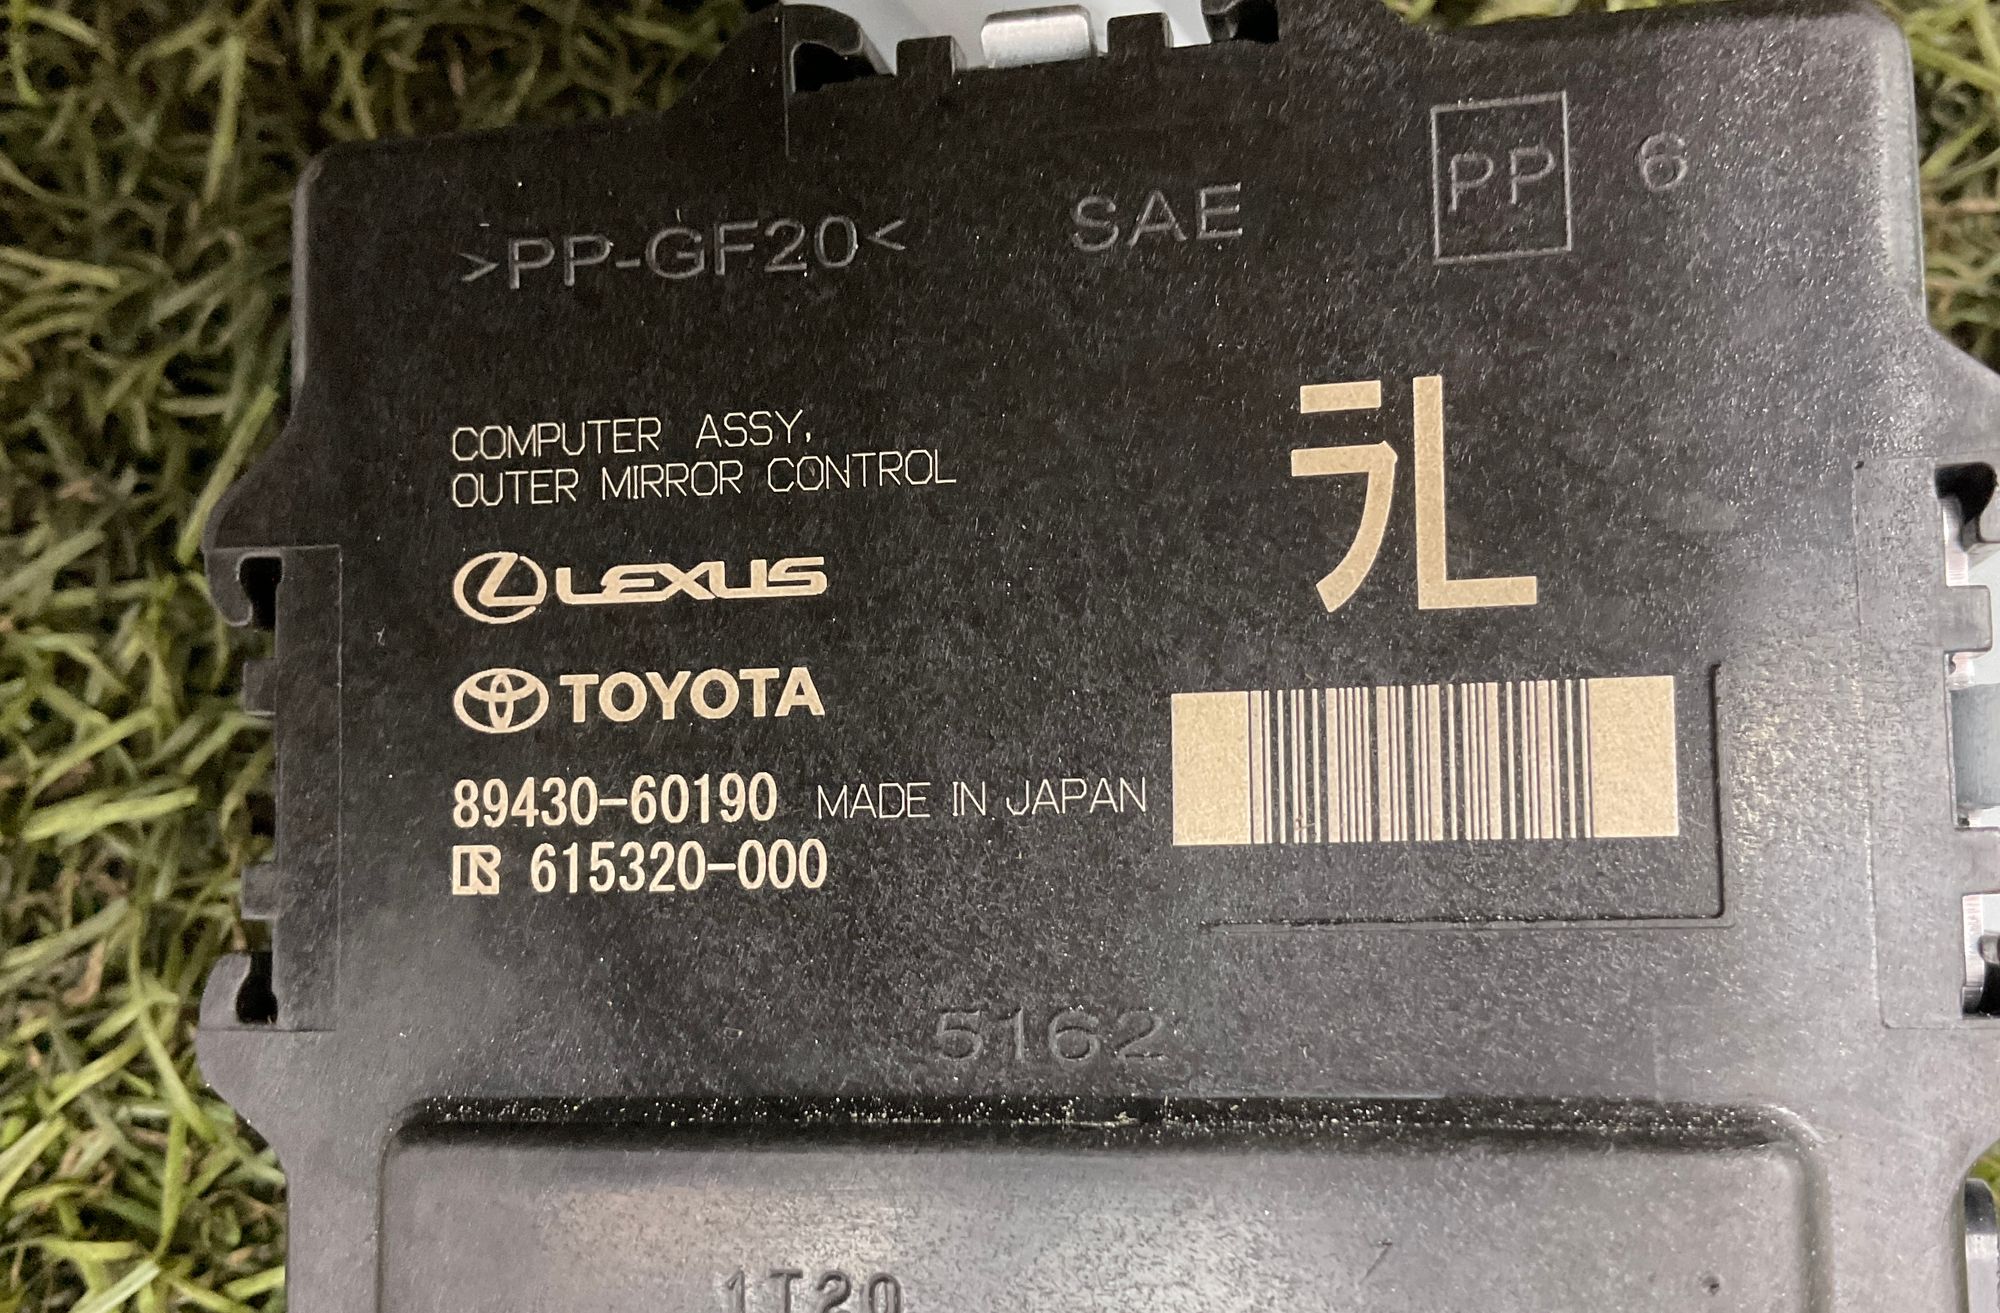 >PP-GF20< SAE PP 6
COMPUTER ASSY,
OUTER MIRROR CONTROL
ラL
LEXUS
TOYOTA
89430-60190 MADE IN JAPAN
R 615320-000
5162
1T20